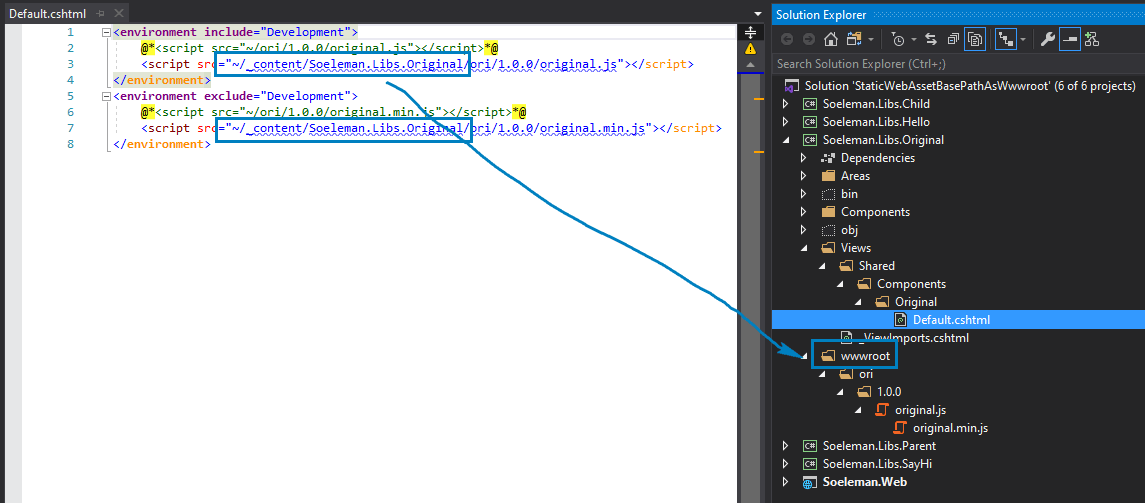 Default.cshtml
1 <environment include="Development">
2 @*<script src="~/ori/1.0.0/original.js"></script>*@
3 <script src="~/_content/Soeleman.Libs.Original/ori/1.0.0/original.js"></script>
4 </environment>
5 <environment exclude="Development">
6 @*<script src="~/ori/1.0.0/original.min.js"></script>*@
7 <script src="~/_content/Soeleman.Libs.Original/ori/1.0.0/original.min.js"></script>
8 </environment>
Solution Explorer
Search Solution Explorer (Ctrl+;)
Solution 'StaticWebAssetBasePathAsWwwroot' (6 of 6 projects)
C# Soeleman.Libs.Child
C# Soeleman.Libs.Hello
C# Soeleman.Libs.Original
Dependencies
Areas
bin
Components
obj
Views
Shared
Components
Original
Default.cshtml
_ViewImports.cshtml
wwwroot
ori
1.0.0
original.js
original.min.js
C# Soeleman.Libs.Parent
C# Soeleman.Libs.SayHi
Soeleman.Web